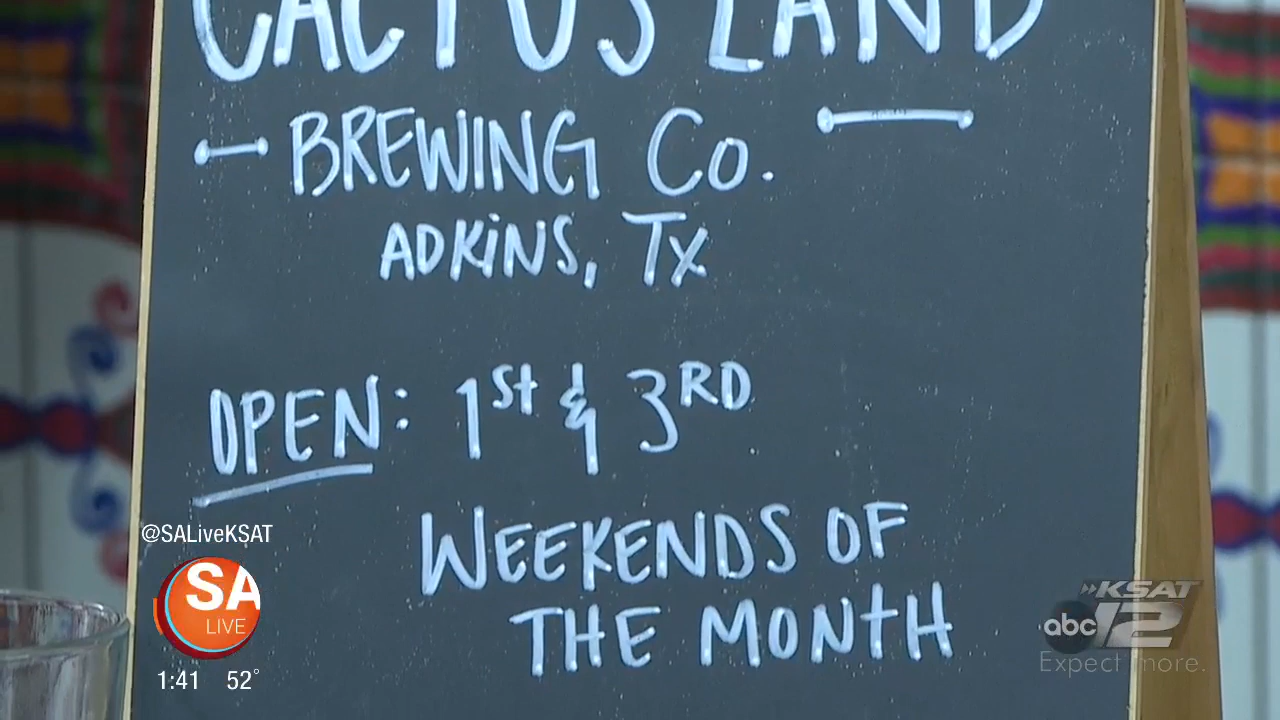 CACTUS LAND
BREWING Co.
ADKiNS, Tx
OPEN: 1St & 3RD
WEEKENDS OF
THE MONtH
@SALiveKSAT
SA
LIVE
1:41 52°
KSAT
abc 12
Expect more.